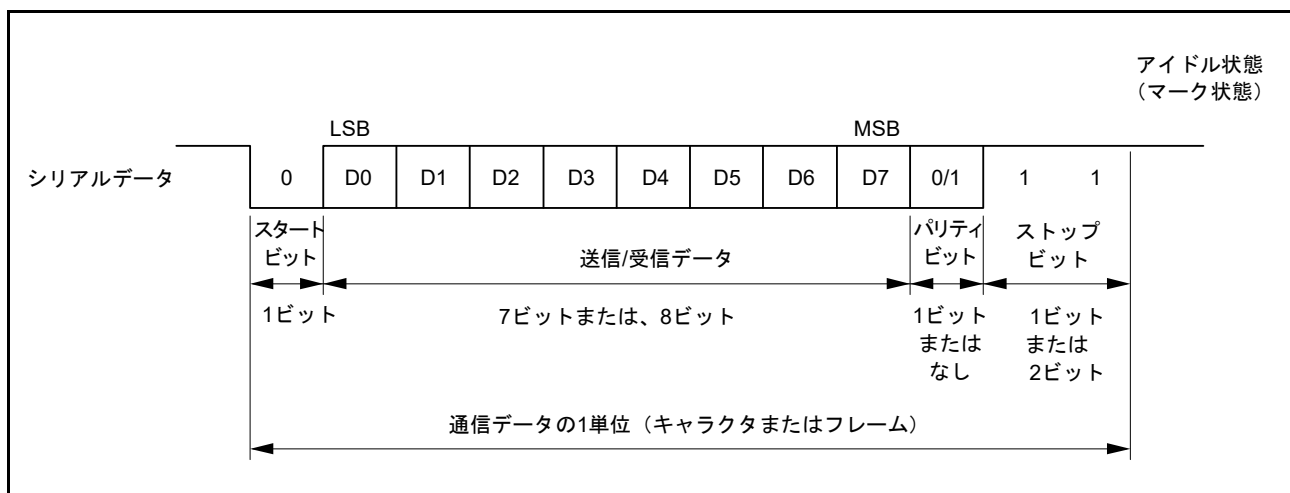 アイドル状態
（マーク状態）
LSB
MSB
シリアルデータ
0
D0
D1
D2
D3
D4
D5
D6
D7
0/1
1
1
スタート
ビット
送信/受信データ
パリティ
ビット
ストップ
ビット
1ビット
7ビットまたは、8ビット
1ビット
または
なし
1ビット
または
2ビット
通信データの1単位（キャラクタまたはフレーム）